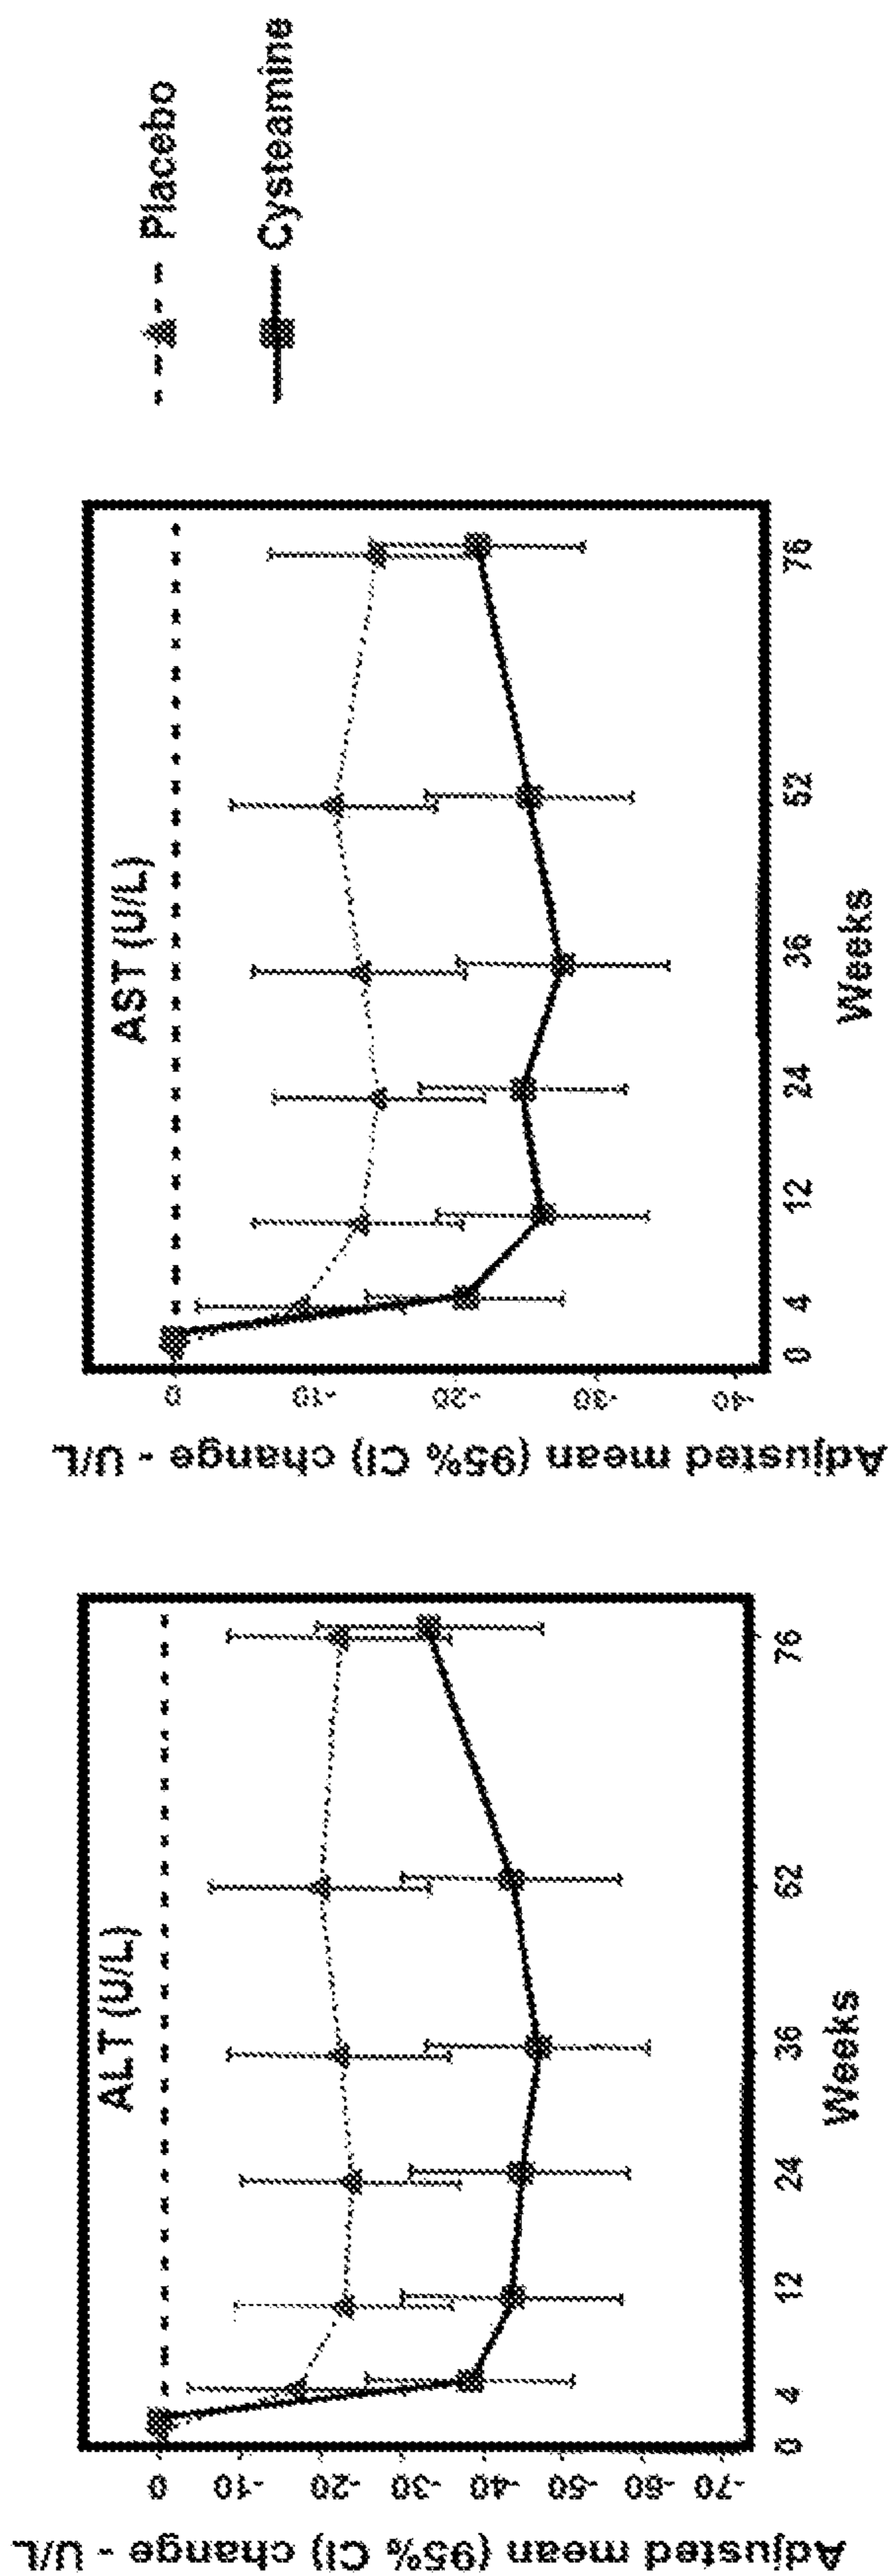 ALT (U/L)
Adjusted mean (95% CI) change - U/L
0
-10
-20
-30
-40
-50
-60
-70
0 4 12 24 36 52 76
Weeks
AST (U/L)
Adjusted mean (95% CI) change - U/L
0
-10
-20
-30
-40
0 4 12 24 36 52 76
Weeks
Placebo
Cysteamine